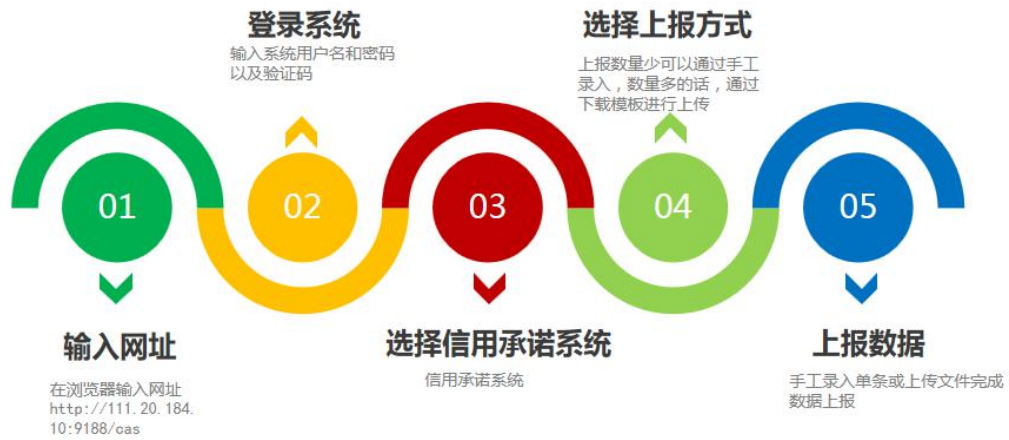 登录系统
输入系统用户名和密码
以及验证码
选择上报方式
上报数量少可以通过手工
录入，数量多的话，通过
下载模板进行上传
01
02
03
04
05
输入网址
在浏览器输入网址
http://111.20.184.
10:9188/cas
选择信用承诺系统
信用承诺系统
上报数据
手工录入单条或上传文件完成
数据上报